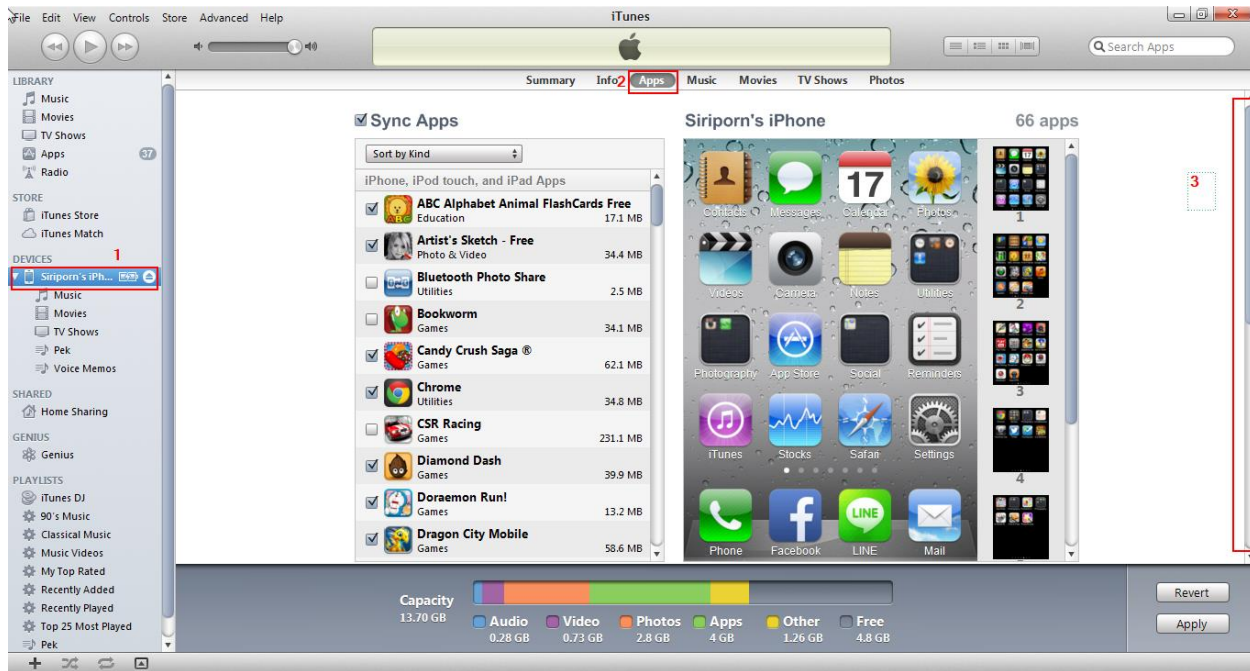 File Edit View Controls Store Advanced Help
iTunes
Search Apps
Summary Info 2 Apps Music Movies TV Shows Photos
LIBRARY
Music
Movies
TV Shows
Apps 37
Radio
STORE
iTunes Store
iTunes Match
1
DEVICES
Siriporn's iPh...
Music
Movies
TV Shows
Pek
Voice Memos
SHARED
Home Sharing
GENIUS
Genius
PLAYLISTS
iTunes DJ
90's Music
Classical Music
Music Videos
My Top Rated
Recently Added
Recently Played
Top 25 Most Played
Pek
Sync Apps
Sort by Kind
iPhone, iPod touch, and iPad Apps
ABC Alphabet Animal FlashCards Free
Education 17.1 MB
Artist's Sketch - Free
Photo & Video 34.4 MB
Bluetooth Photo Share
Utilities 2.5 MB
Bookworm
Games 34.1 MB
Candy Crush Saga ®
Games 62.1 MB
Chrome
Utilities 34.8 MB
CSR Racing
Games 231.1 MB
Diamond Dash
Games 39.9 MB
Doraemon Run!
Games 13.2 MB
Dragon City Mobile
Games 58.6 MB
Siriporn's iPhone 66 apps
17
Contacts Messages Calendar Photos
Videos Camera Notes Utilities
Photography App Store Social Reminders
iTunes Stocks Safari Settings
LINE
Phone Facebook LINE Mail
1
2
3
4
3
Capacity
13.70 GB
Audio Video Photos Apps Other Free
0.28 GB 0.73 GB 2.8 GB 4 GB 1.26 GB 4.8 GB
Revert
Apply